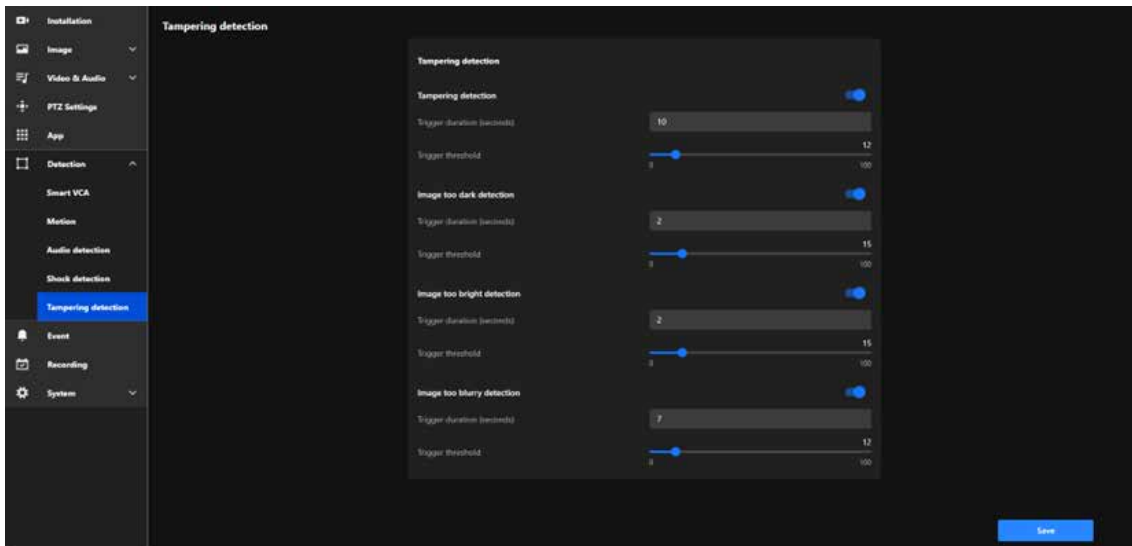 Installation
Image
Video & Audio
PTZ Settings
App
Detection
Smart VCA
Motion
Audio detection
Shock detection
Tampering detection
Event
Recording
System
Tampering detection
Tampering detection
Tampering detection
Trigger duration (seconds)
10
Trigger threshold
12
0
100
Image too dark detection
Trigger duration (seconds)
2
Trigger threshold
15
0
100
Image too bright detection
Trigger duration (seconds)
2
Trigger threshold
15
0
100
Image too blurry detection
Trigger duration (seconds)
7
Trigger threshold
12
0
100
Save